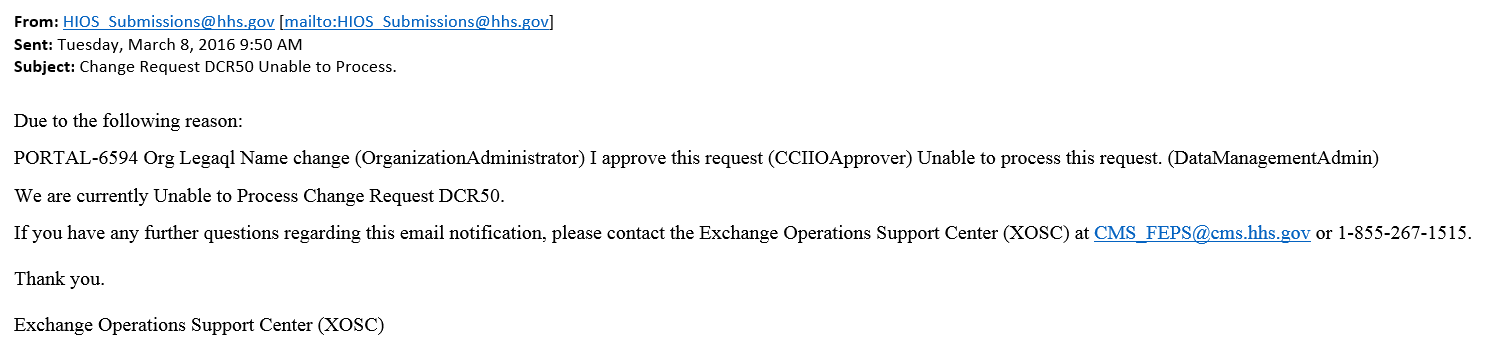 From: HIOS_Submissions@hhs.gov [mailto:HIOS_Submissions@hhs.gov]
Sent: Tuesday, March 8, 2016 9:50 AM
Subject: Change Request DCR50 Unable to Process.
Due to the following reason:
PORTAL-6594 Org Legaql Name change (OrganizationAdministrator) I approve this request (CCIIOApprover) Unable to process this request. (DataManagementAdmin)
We are currently Unable to Process Change Request DCR50.
If you have any further questions regarding this email notification, please contact the Exchange Operations Support Center (XOSC) at CMS_FEPS@cms.hhs.gov or 1-855-267-1515.
Thank you.
Exchange Operations Support Center (XOSC)